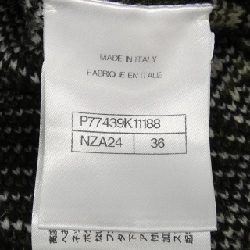 MADE IN ITALY
FABRIQUE EN ITALIE
P77439K11188
NZA24 36